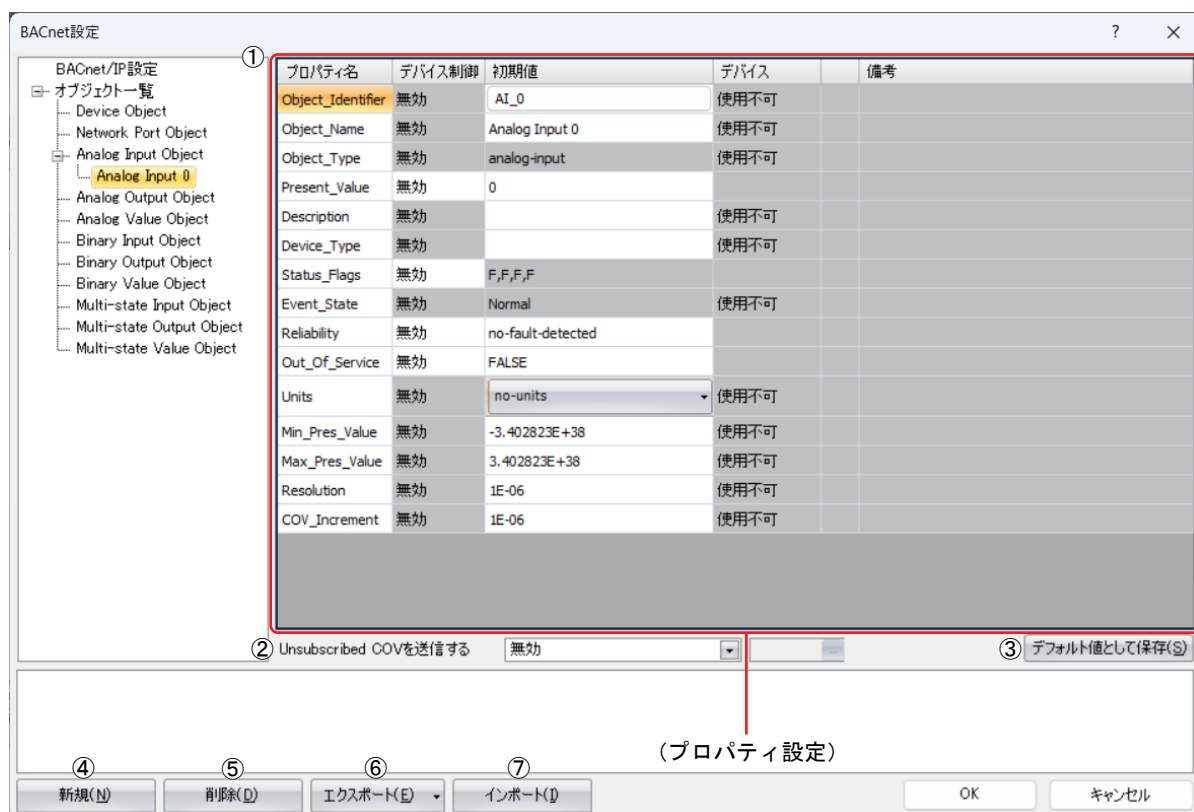 BACnet設定
?
①
BACnet/IP設定
オブジェクト一覧
Device Object
Network Port Object
Analog Input Object
Analog Input 0
Analog Output Object
Analog Value Object
Binary Input Object
Binary Output Object
Binary Value Object
Multi-state Input Object
Multi-state Output Object
Multi-state Value Object
プロパティ名 デバイス制御 初期値 デバイス 備考
Object_Identifier 無効 AI_0 使用不可
Object_Name 無効 Analog Input 0 使用不可
Object_Type 無効 analog-input 使用不可
Present_Value 無効 0
Description 無効 使用不可
Device_Type 無効 使用不可
Status_Flags 無効 F,F,F,F
Event_State 無効 Normal 使用不可
Reliability 無効 no-fault-detected
Out_Of_Service 無効 FALSE
Units 無効 no-units 使用不可
Min_Pres_Value 無効 -3.402823E+38 使用不可
Max_Pres_Value 無効 3.402823E+38 使用不可
Resolution 無効 1E-06 使用不可
COV_Increment 無効 1E-06 使用不可
② Unsubscribed COVを送信する 無効 ③ デフォルト値として保存(S)
(プロパティ設定)
④ ⑤ ⑥ ⑦
新規(N) 削除(D) エクスポート(E) インポート(I) OK キャンセル